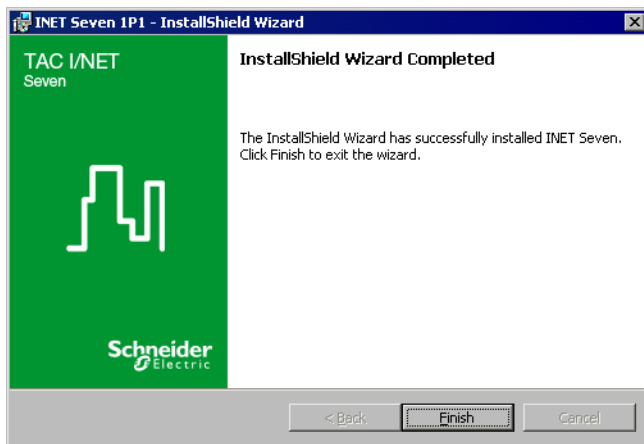 INET Seven 1P1 - InstallShield Wizard
TAC I/NET
Seven
InstallShield Wizard Completed
The InstallShield Wizard has successfully installed INET Seven.
Click Finish to exit the wizard.
Schneider
Electric
< Back
Finish
Cancel